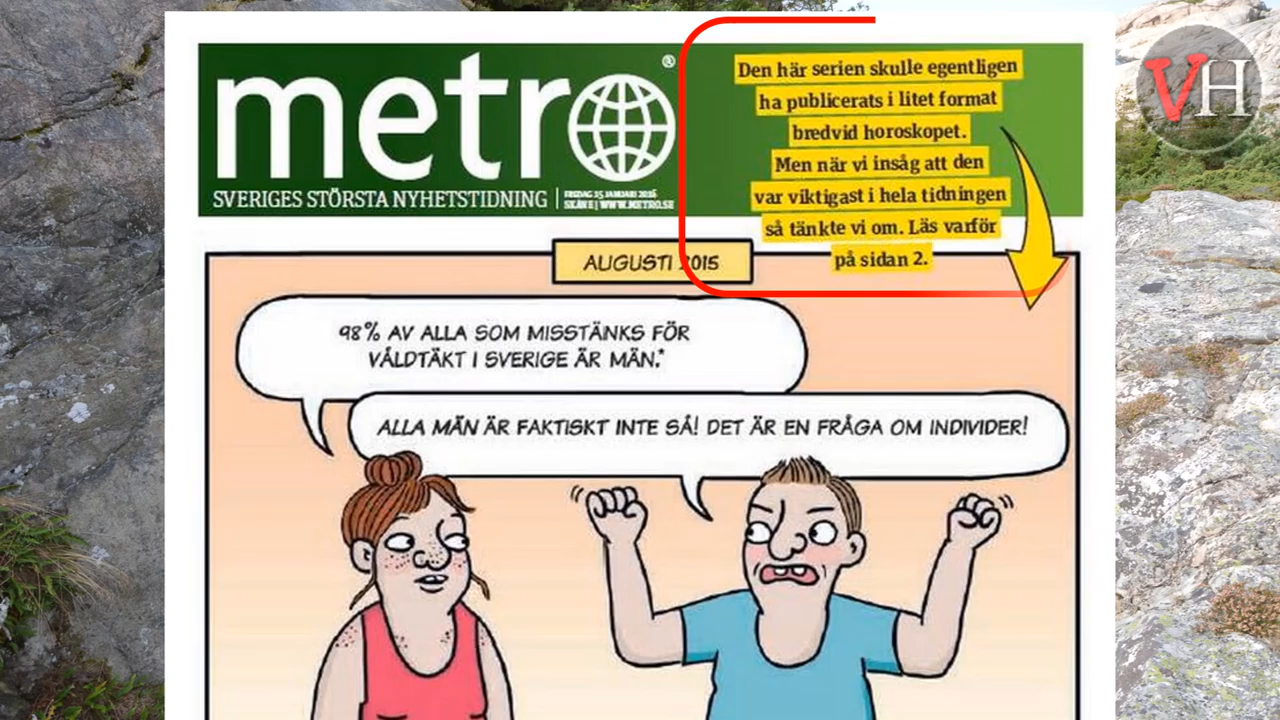 metro®
SVERIGES STÖRSTA NYHETSTIDNING
FREDAG 15 JANUARI 2016
SKÅNE | WWW.METRO.SE
Den här serien skulle egentligen
ha publicerats i litet format
bredvid horoskopet.
Men när vi insåg att den
var viktigast i hela tidningen
så tänkte vi om. Läs varför
på sidan 2.
VH
AUGUSTI 2015
98% AV ALLA SOM MISSTÄNKS FÖR
VÅLDTÄKT I SVERIGE ÄR MÄN.*
ALLA MÄN ÄR FAKTISKT INTE SÅ! DET ÄR EN FRÅGA OM INDIVIDER!